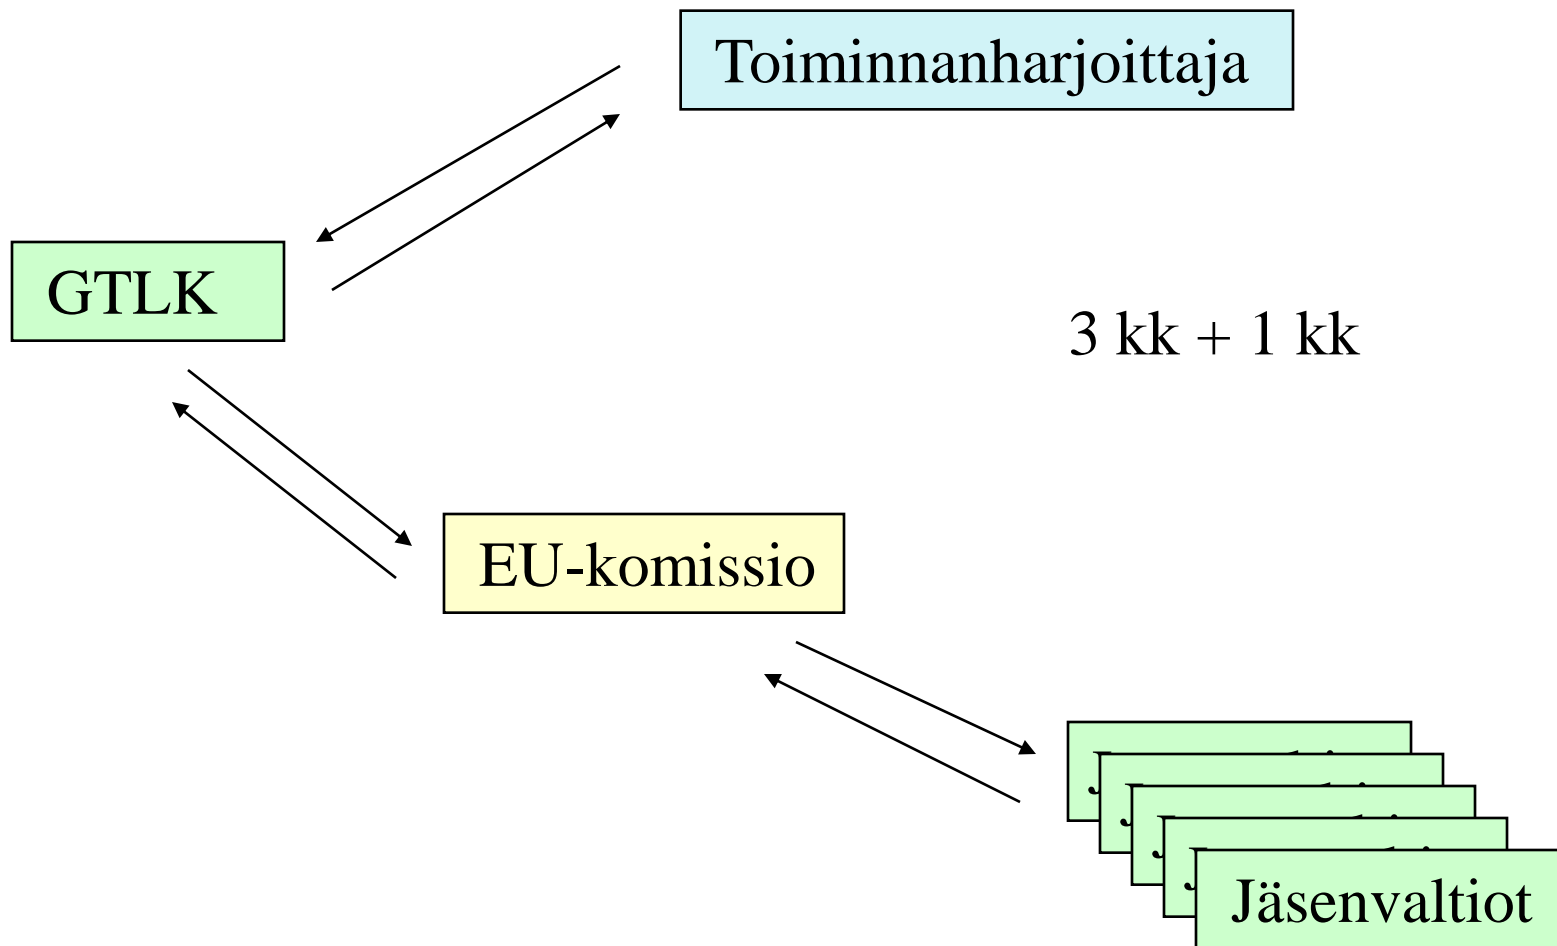 Toiminnanharjoittaja
GTLK
3 kk + 1 kk
EU-komissio
Jäsenvaltiot